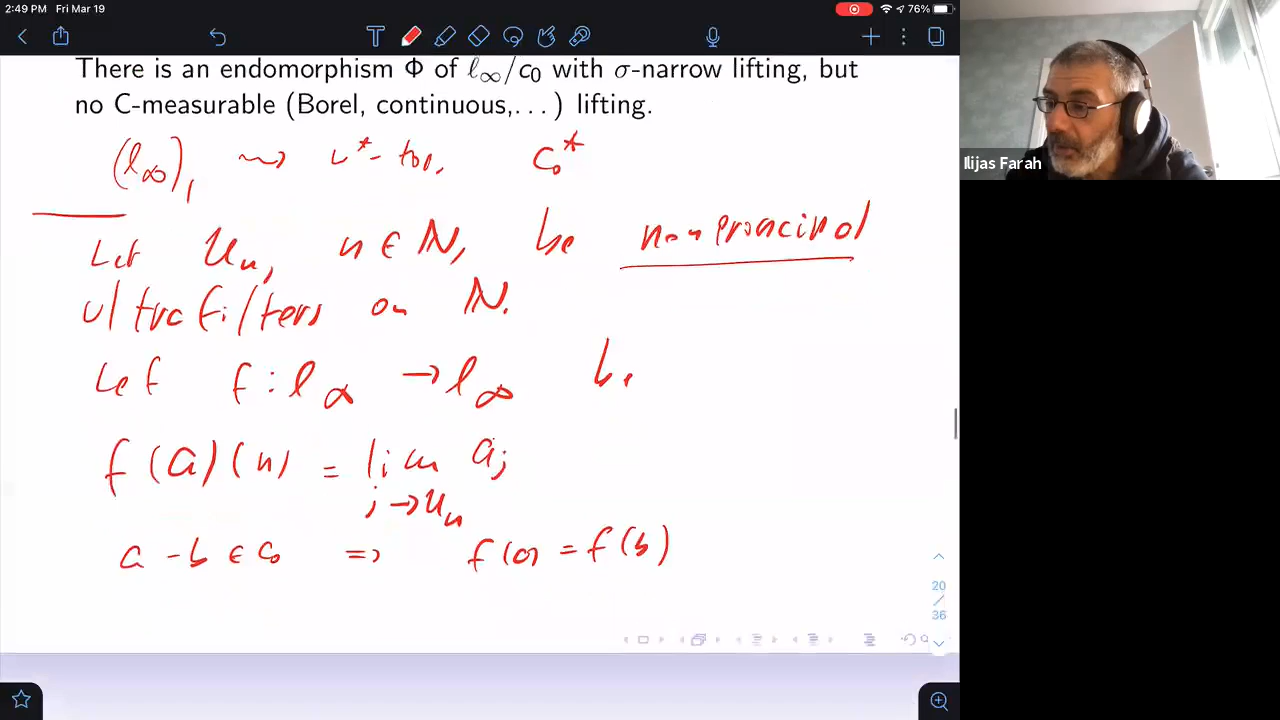 2:49 PM Fri Mar 19
76%
There is an endomorphism Φ of ℓ∞/c0 with σ-narrow lifting, but
no C-measurable (Borel, continuous,...) lifting.
(l∞)1 ⇝ w*-top, c0*
Let Un, n ∈ N, be nonprincipal
ultrafilters on N.
Let f: l∞ → l∞ be
f(a)(n) = lim aj
j → Un
a - b ∈ c0 => f(a) = f(b)
20
/
36
Ilijas Farah